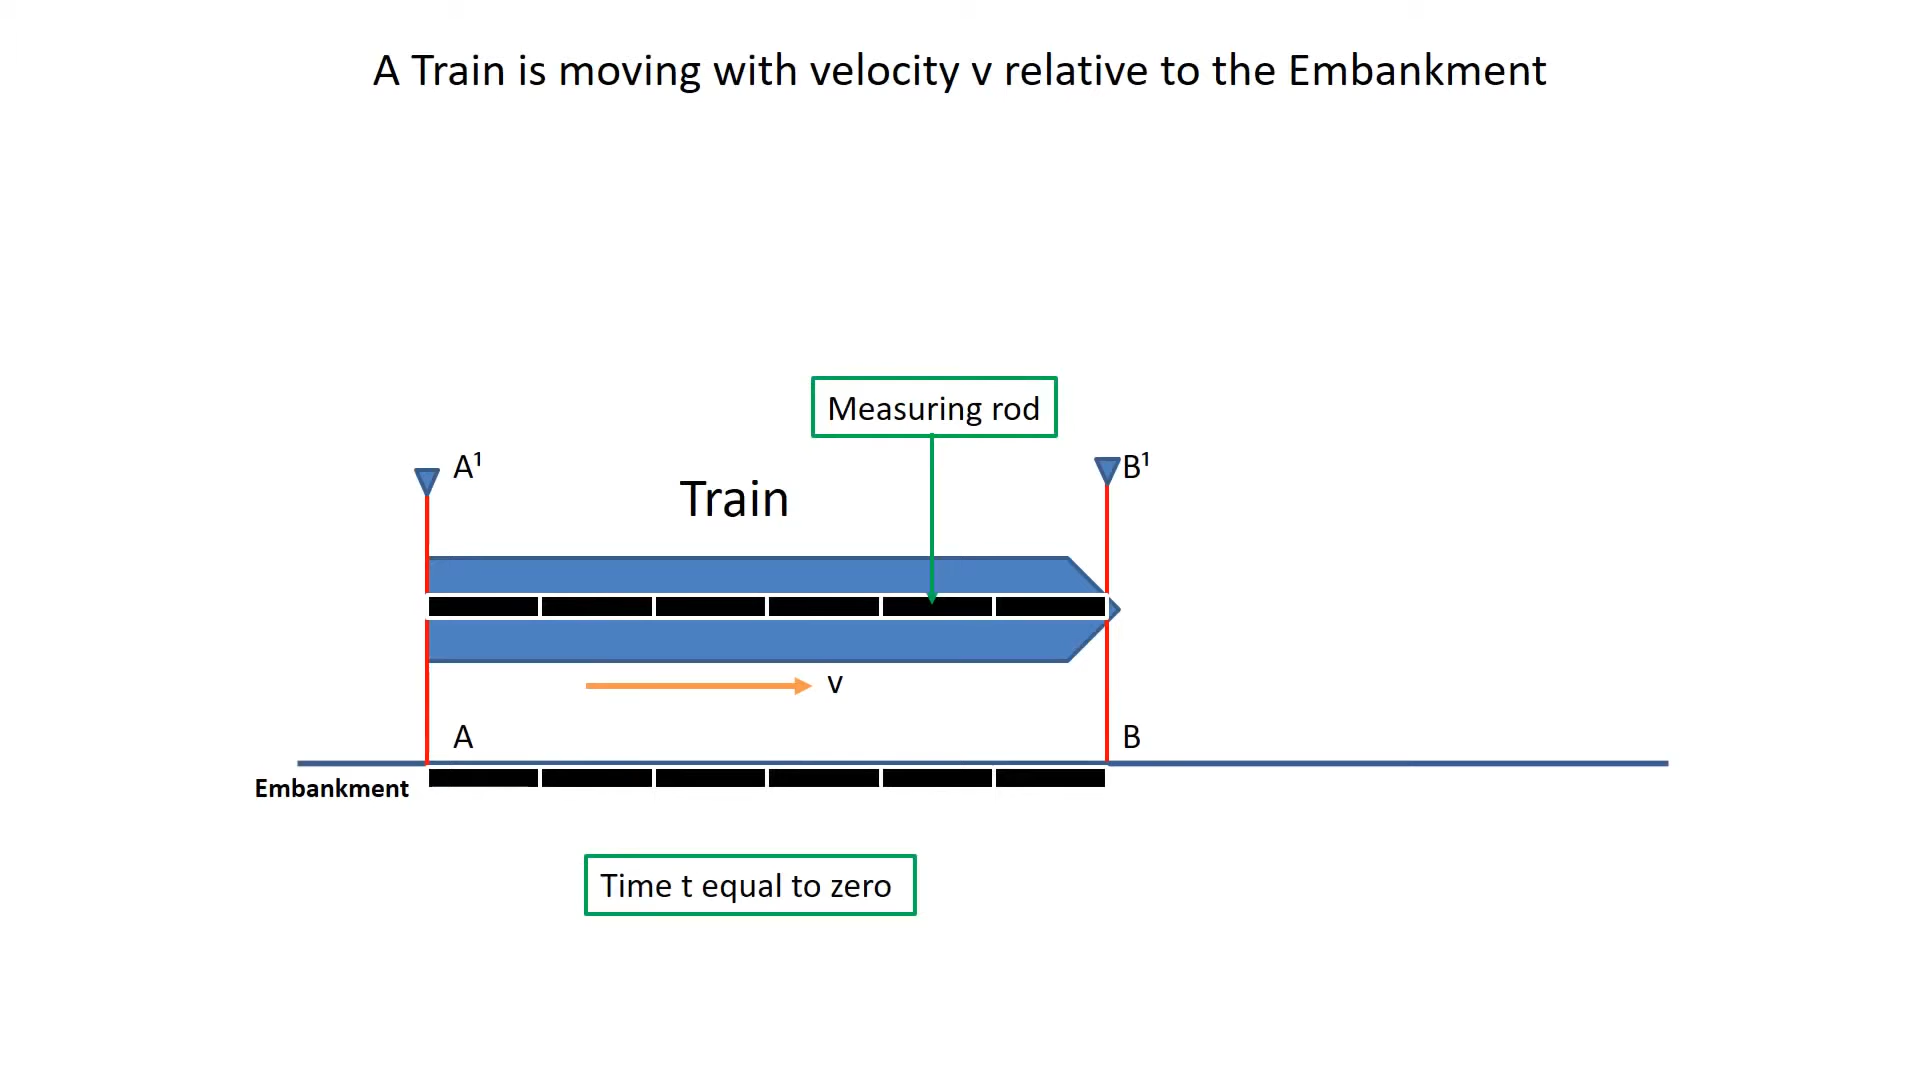 A Train is moving with velocity v relative to the Embankment
Measuring rod
A¹
B¹
Train
v
A
B
Embankment
Time t equal to zero